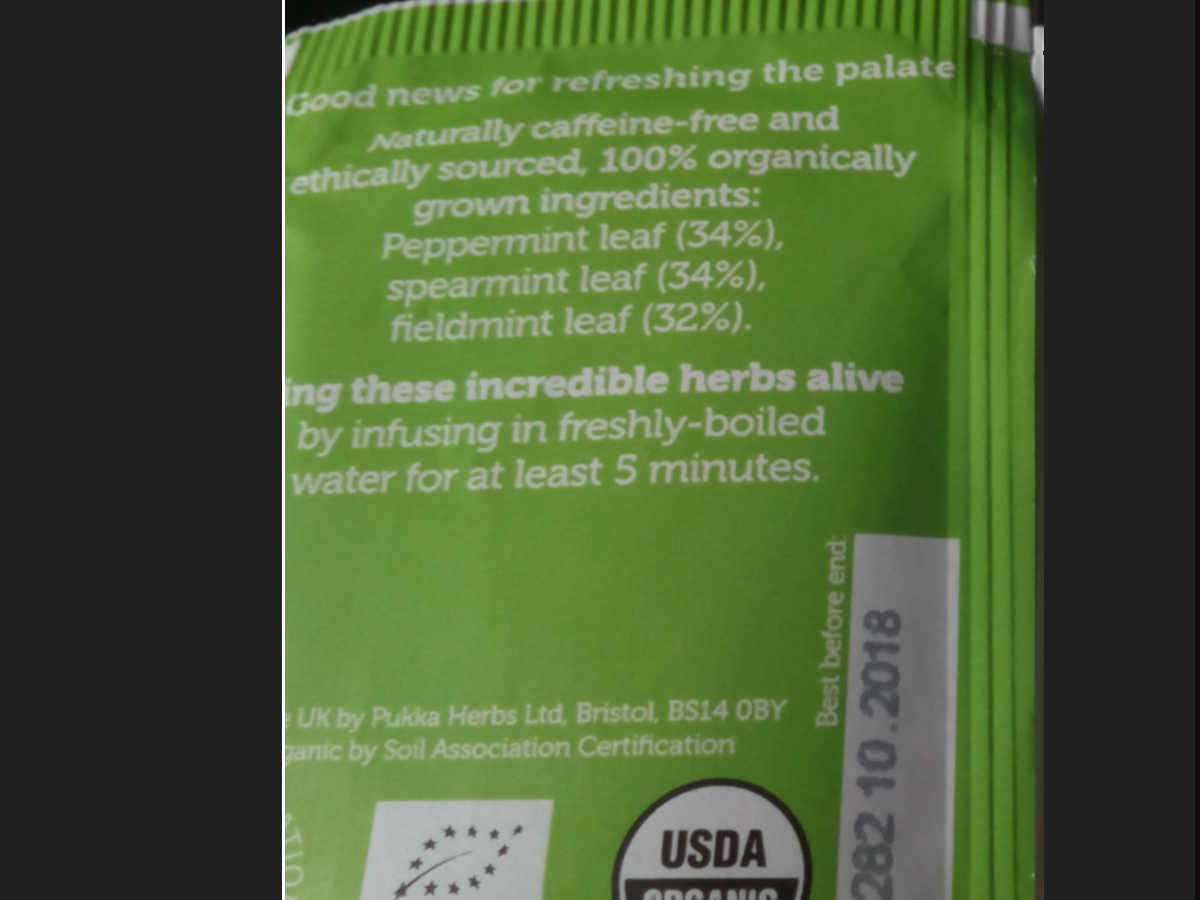 Good news for refreshing the palate
Naturally caffeine-free and
ethically sourced, 100% organically
grown ingredients:
Peppermint leaf (34%),
spearmint leaf (34%),
fieldmint leaf (32%).
ing these incredible herbs alive
by infusing in freshly-boiled
water for at least 5 minutes.
Best before end:
282 10.2018
UK by Pukka Herbs Ltd, Bristol, BS14 0BY
ganic by Soil Association Certification
USDA
ORGANIC